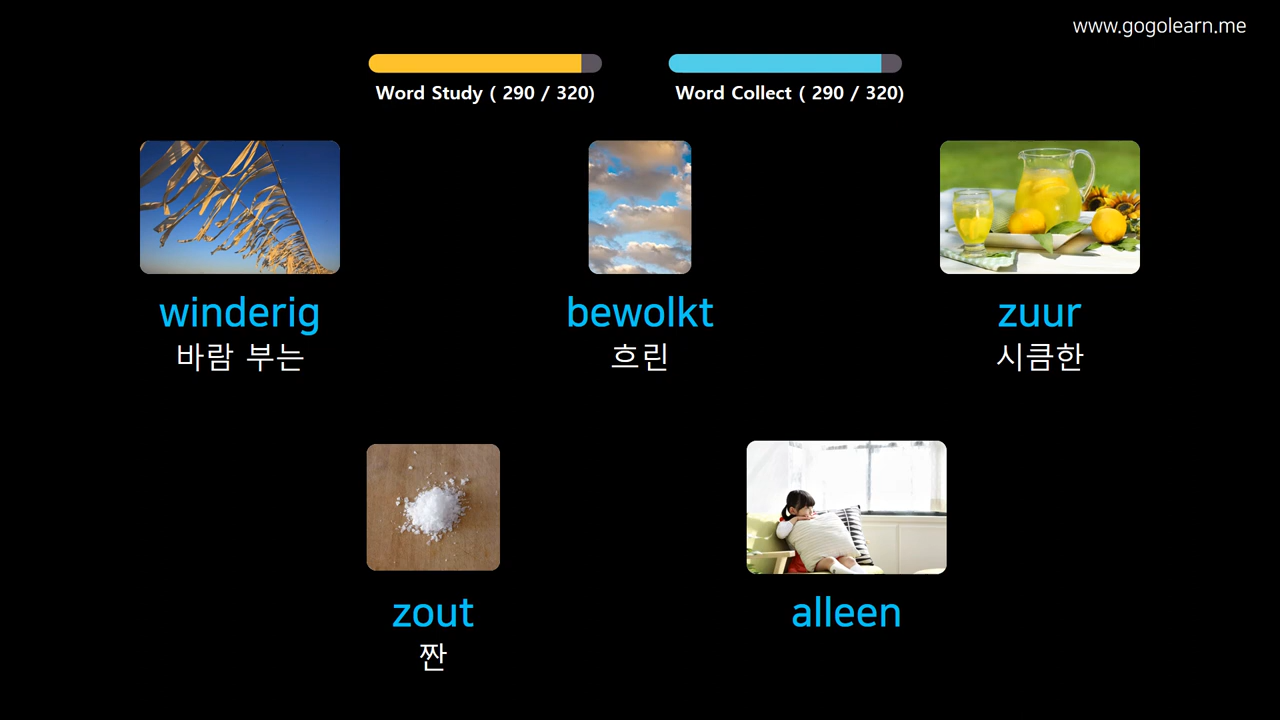 www.gogolearn.me
Word Study ( 290 / 320)
Word Collect ( 290 / 320)
winderig
바람 부는
bewolkt
흐린
zuur
시큼한
zout
짠
alleen